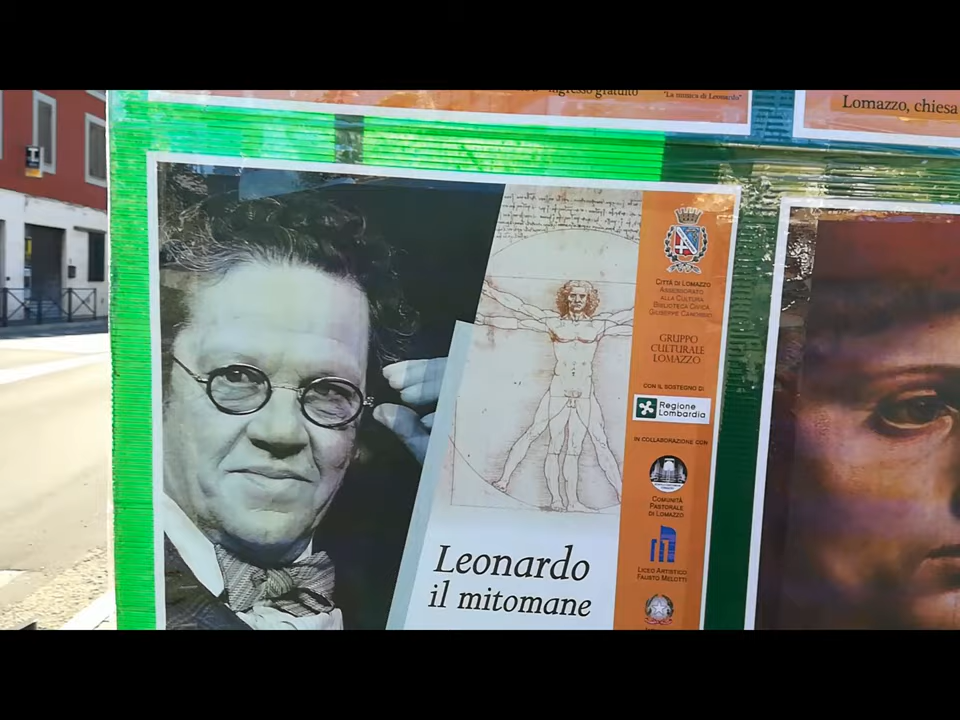 ingresso gratuito
"La musica di Leonardo"
Lomazzo, chiesa
CITTÀ DI LOMAZZO
ASSESSORATO
ALLA CULTURA
BIBLIOTECA CIVICA
GRUPPO
CULTURALE
LOMAZZO
CON IL SOSTEGNO DI
Regione
Lombardia
IN COLLABORAZIONE CON
COMUNITÀ
PASTORALE
DI LOMAZZO
LICEO ARTISTICO
FAUSTO MELOTTI
Leonardo
il mitomane